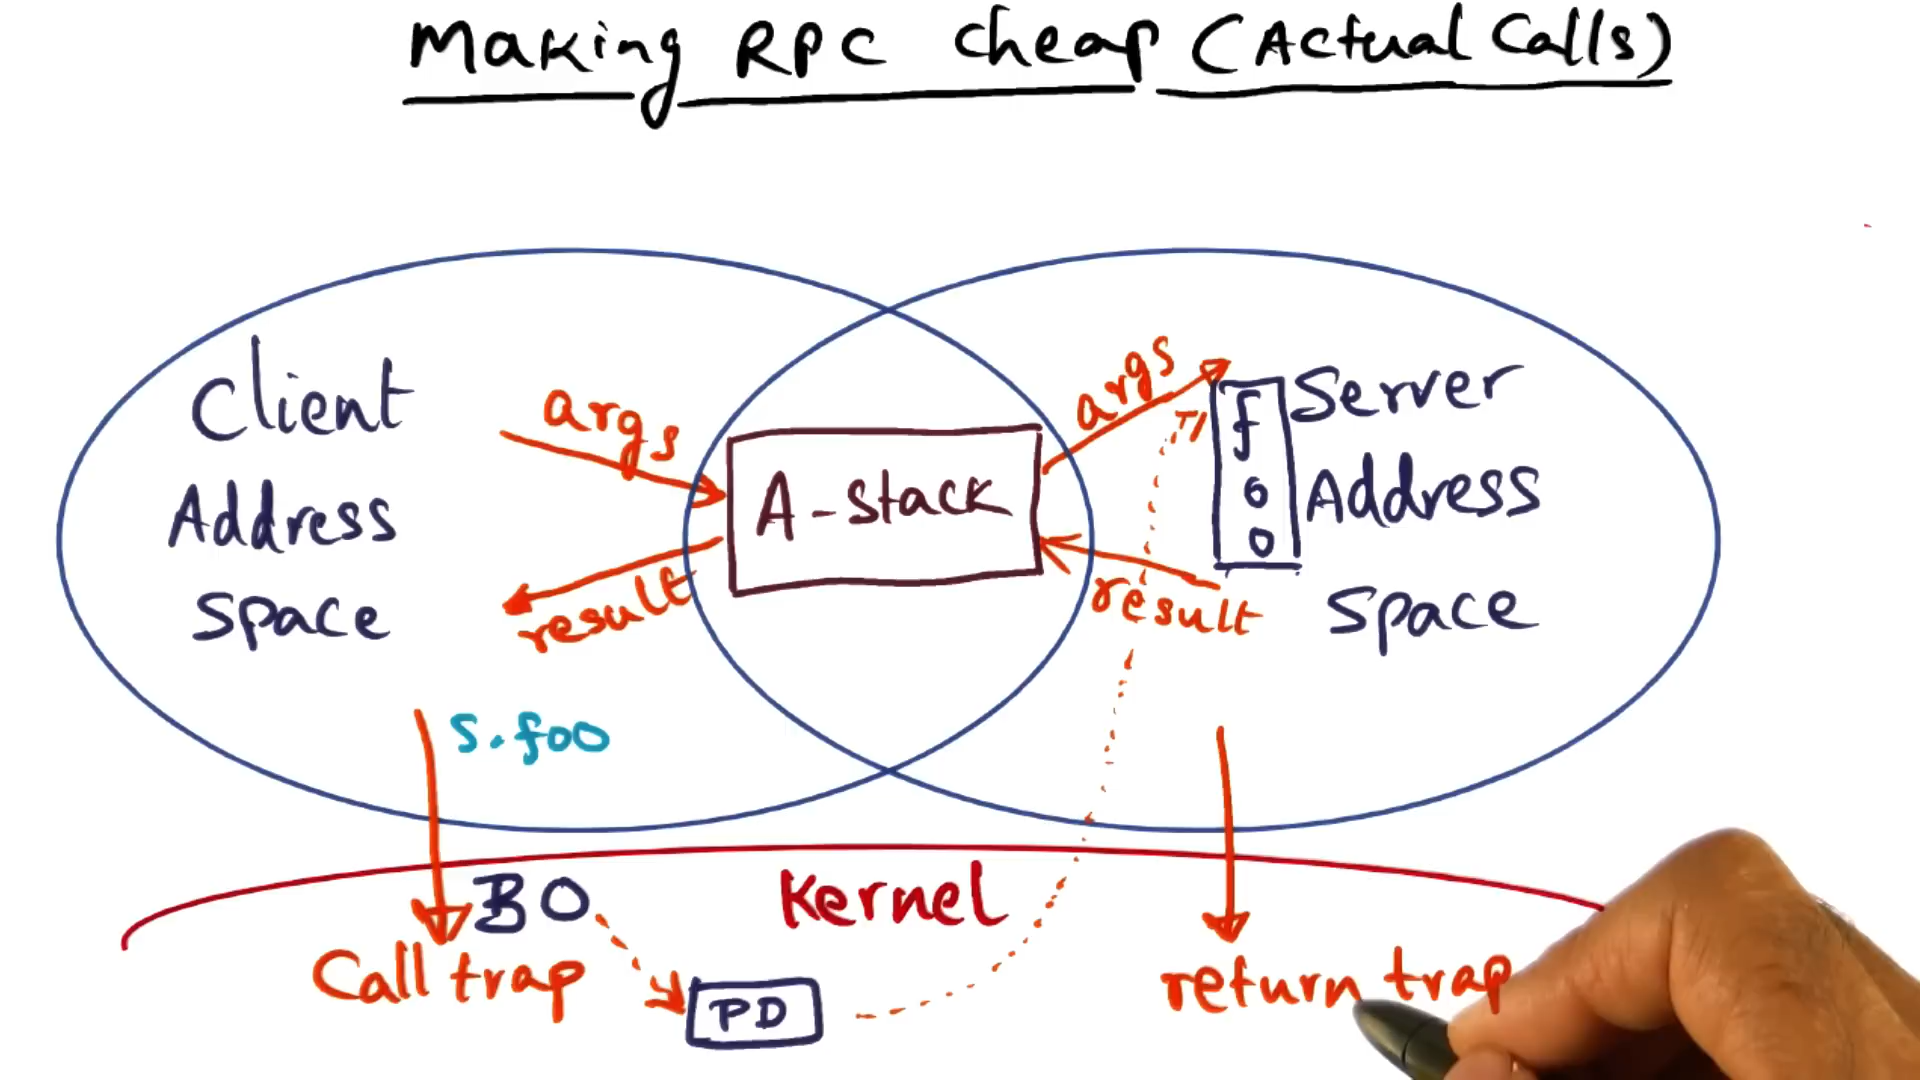 Making RPC cheap (Actual Calls)
Client
Address
Space
args
result
A-stack
args
result
foo
Server
Address
Space
s.foo
BO
Kernel
Call trap
PD
return trap